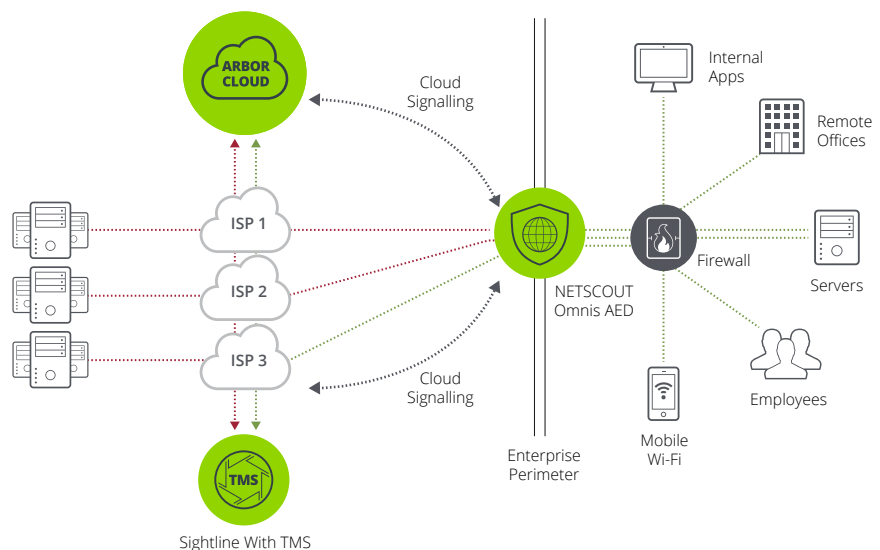 ARBOR
CLOUD
Cloud
Signalling
Internal
Apps
Remote
Offices
ISP 1
ISP 2
ISP 3
Firewall
Servers
NETSCOUT
Omnis AED
Cloud
Signalling
Employees
Mobile
Wi-Fi
Enterprise
Perimeter
TMS
Sightline With TMS